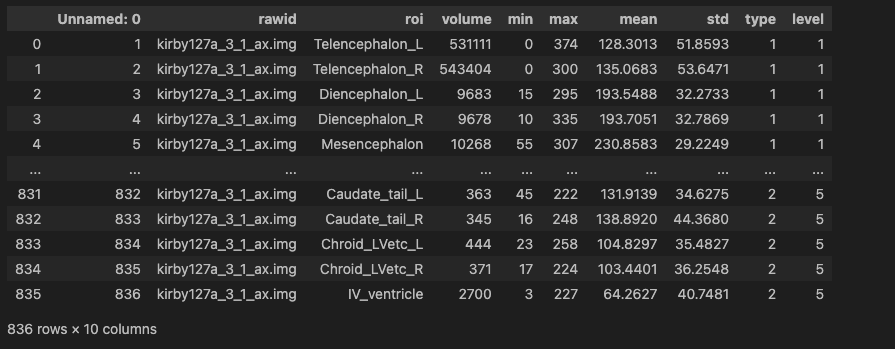 Unnamed: 0 rawid roi volume min max mean std type level
0 1 kirby127a_3_1_ax.img Telencephalon_L 531111 0 374 128.3013 51.8593 1 1
1 2 kirby127a_3_1_ax.img Telencephalon_R 543404 0 300 135.0683 53.6471 1 1
2 3 kirby127a_3_1_ax.img Diencephalon_L 9683 15 295 193.5488 32.2733 1 1
3 4 kirby127a_3_1_ax.img Diencephalon_R 9678 10 335 193.7051 32.7869 1 1
4 5 kirby127a_3_1_ax.img Mesencephalon 10268 55 307 230.8583 29.2249 1 1
... ... ... ... ... ... ... ... ... ... ...
831 832 kirby127a_3_1_ax.img Caudate_tail_L 363 45 222 131.9139 34.6275 2 5
832 833 kirby127a_3_1_ax.img Caudate_tail_R 345 16 248 138.8920 44.3680 2 5
833 834 kirby127a_3_1_ax.img Chroid_LVetc_L 444 23 258 104.8297 35.4827 2 5
834 835 kirby127a_3_1_ax.img Chroid_LVetc_R 371 17 224 103.4401 36.2548 2 5
835 836 kirby127a_3_1_ax.img IV_ventricle 2700 3 227 64.2627 40.7481 2 5
836 rows × 10 columns